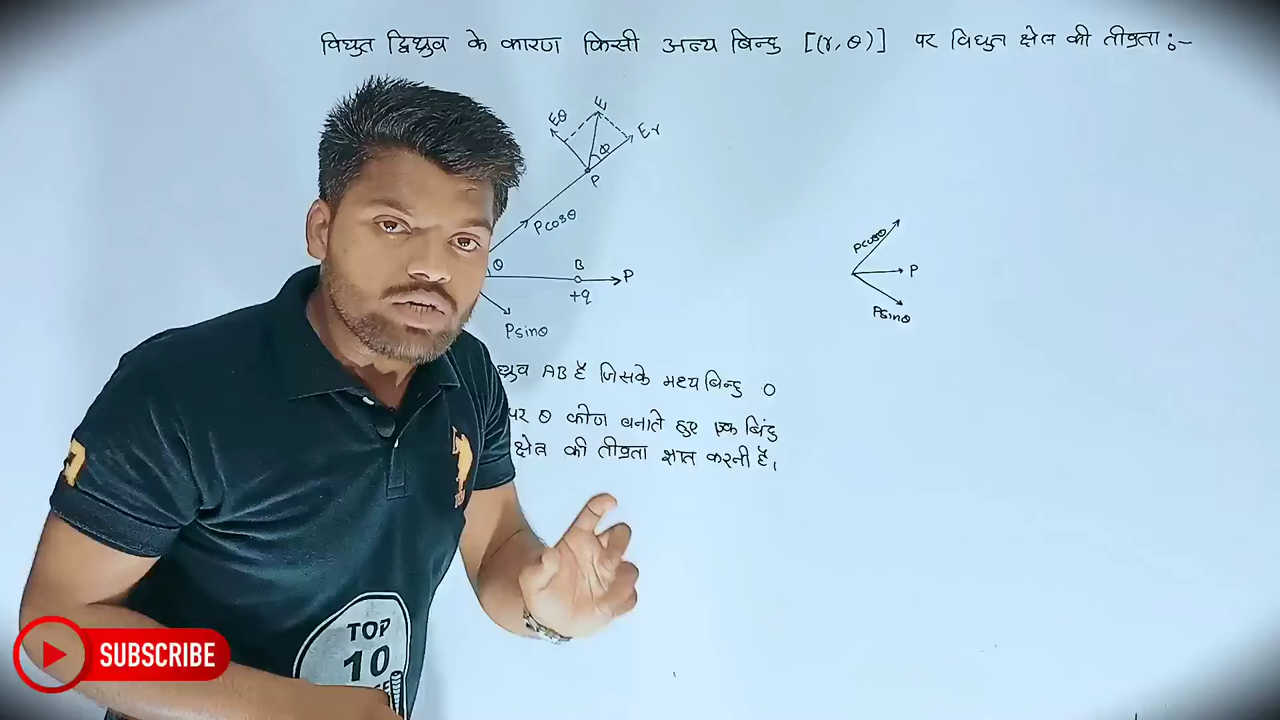 विद्युत द्विध्रुव के कारण किसी अन्य बिन्दु [(r, θ)] पर विद्युत क्षेत्र की तीव्रता :-
Eθ E Er
θ
P
Pcosθ
θ B P
+q
Psinθ
Pcosθ
P
Psinθ
ध्रुव AB है जिसके मध्य बिन्दु O
पर θ कोण बनाते हुए एक बिंदु
क्षेत्र की तीव्रता ज्ञात करनी है।
TOP
10
SUBSCRIBE